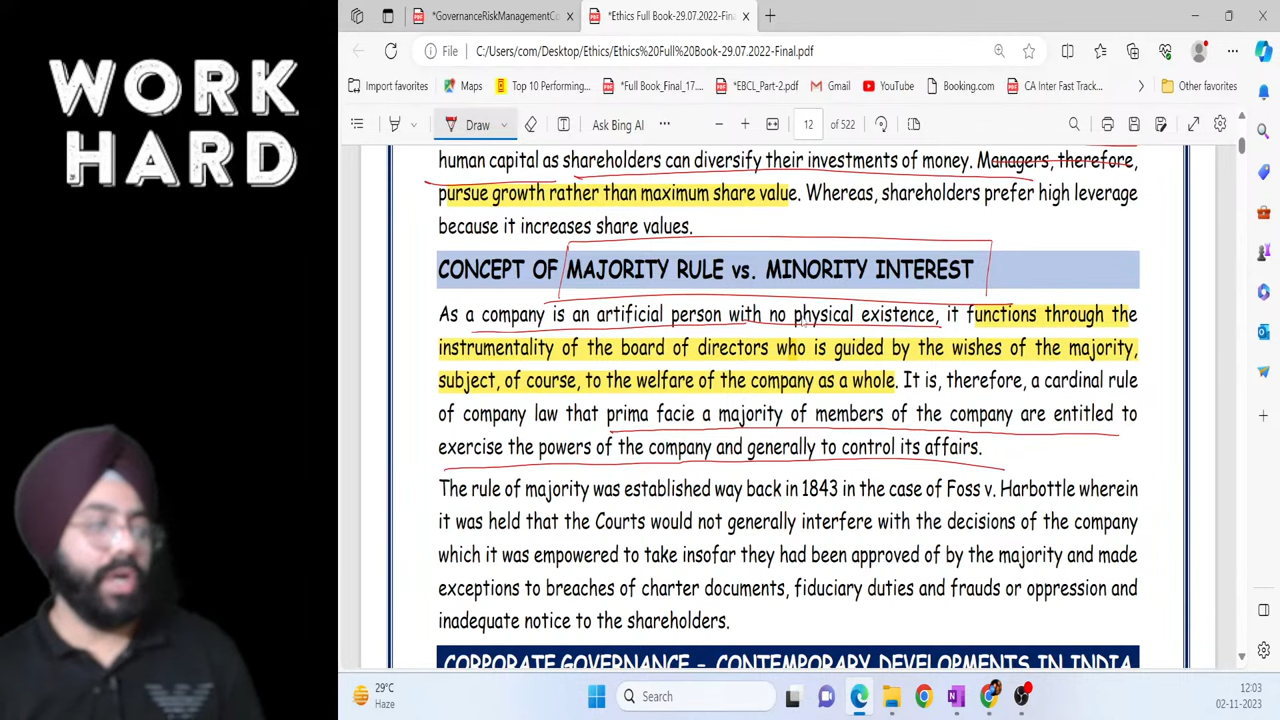 WORK
HARD
*GovernanceRiskManagementCo
*Ethics Full Book-29.07.2022-Fina
File
C:/Users/com/Desktop/Ethics/Ethics%20Full%20Book-29.07.2022-Final.pdf
Import favorites
Maps
Top 10 Performing...
*Full Book_Final_17....
*EBCL_Part-2.pdf
Gmail
YouTube
Booking.com
CA Inter Fast Track...
Other favorites
Draw
Ask Bing AI
12 of 522
human capital as shareholders can diversify their investments of money. Managers, therefore,
pursue growth rather than maximum share value. Whereas, shareholders prefer high leverage
because it increases share values.
CONCEPT OF MAJORITY RULE vs. MINORITY INTEREST
As a company is an artificial person with no physical existence, it functions through the
instrumentality of the board of directors who is guided by the wishes of the majority,
subject, of course, to the welfare of the company as a whole. It is, therefore, a cardinal rule
of company law that prima facie a majority of members of the company are entitled to
exercise the powers of the company and generally to control its affairs.
The rule of majority was established way back in 1843 in the case of Foss v. Harbottle wherein
it was held that the Courts would not generally interfere with the decisions of the company
which it was empowered to take insofar they had been approved of by the majority and made
exceptions to breaches of charter documents, fiduciary duties and frauds or oppression and
inadequate notice to the shareholders.
CORPORATE GOVERNANCE – CONTEMPORARY DEVELOPMENTS IN INDIA
29°C
Haze
Search
12:03
02-11-2023